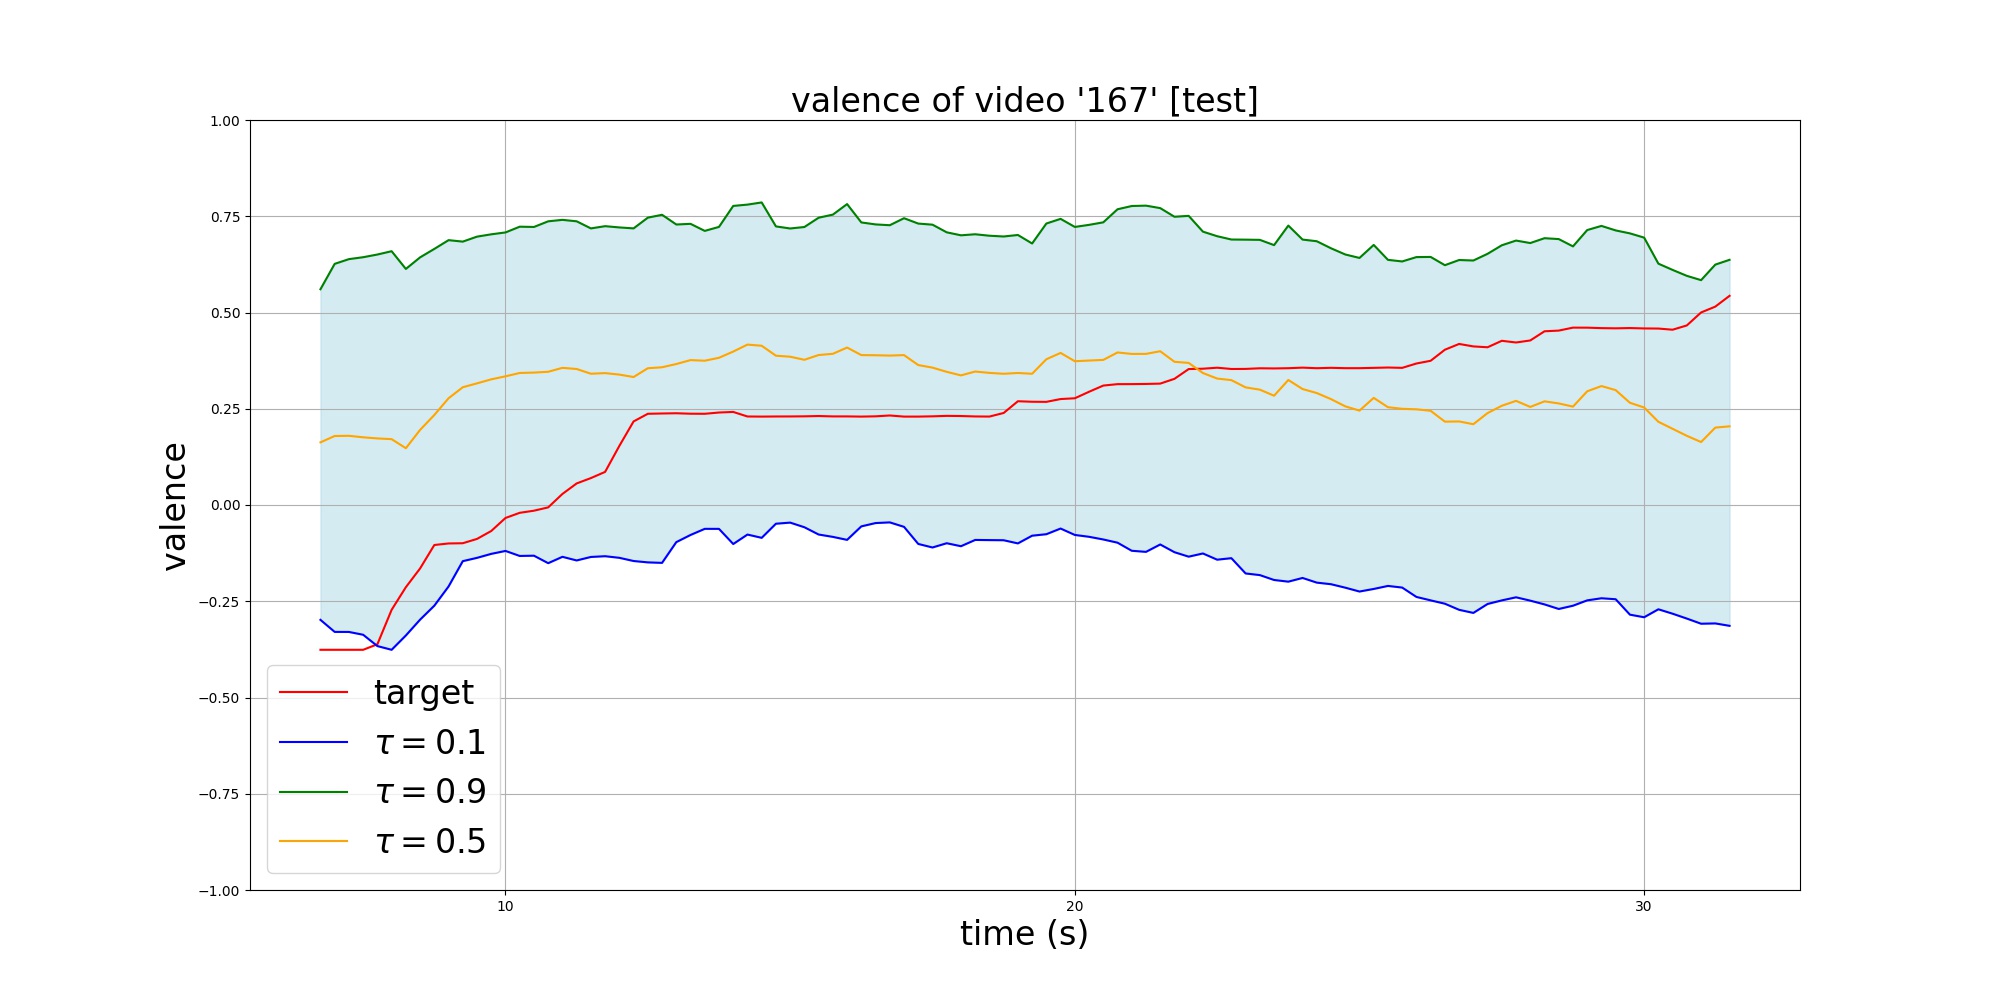 valence of video '167' [test]
1.00
0.75
0.50
0.25
0.00
−0.25
−0.50
−0.75
−1.00
valence
target
τ = 0.1
τ = 0.9
τ = 0.5
10
20
30
time (s)